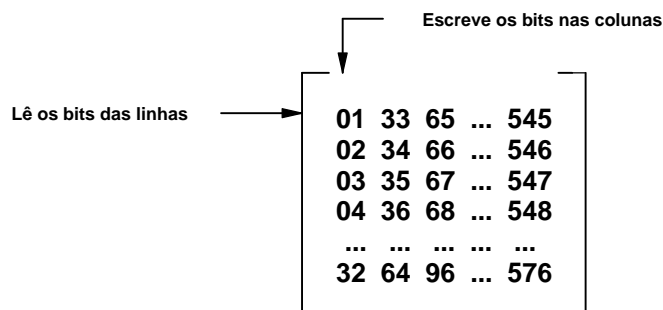 Escreve os bits nas colunas
Lê os bits das linhas
01 33 65 ... 545
02 34 66 ... 546
03 35 67 ... 547
04 36 68 ... 548
... ... ... ... ...
32 64 96 ... 576